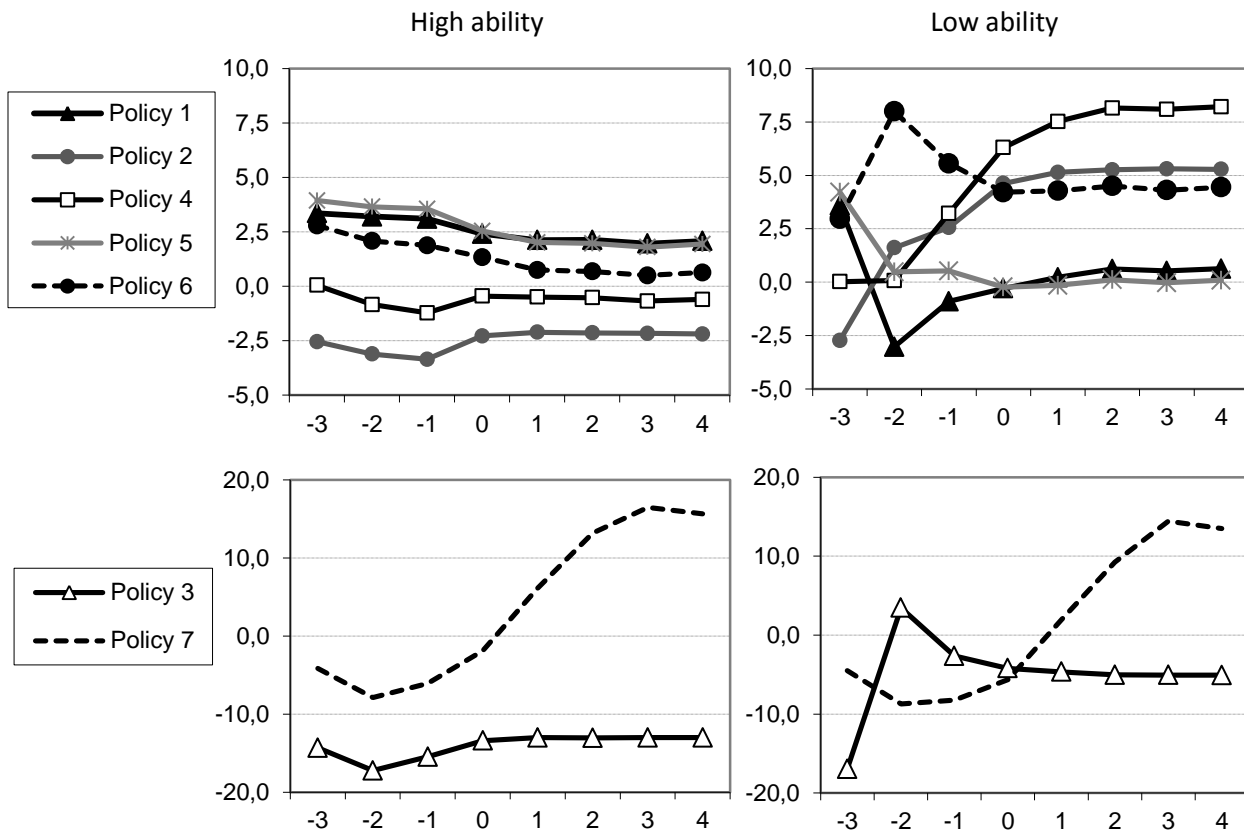 High ability
Low ability
Policy 1
Policy 2
Policy 4
Policy 5
Policy 6
10,0
7,5
5,0
2,5
0,0
-2,5
-5,0
-3 -2 -1 0 1 2 3 4
10,0
7,5
5,0
2,5
0,0
-2,5
-5,0
-3 -2 -1 0 1 2 3 4
Policy 3
Policy 7
20,0
10,0
0,0
-10,0
-20,0
-3 -2 -1 0 1 2 3 4
20,0
10,0
0,0
-10,0
-20,0
-3 -2 -1 0 1 2 3 4